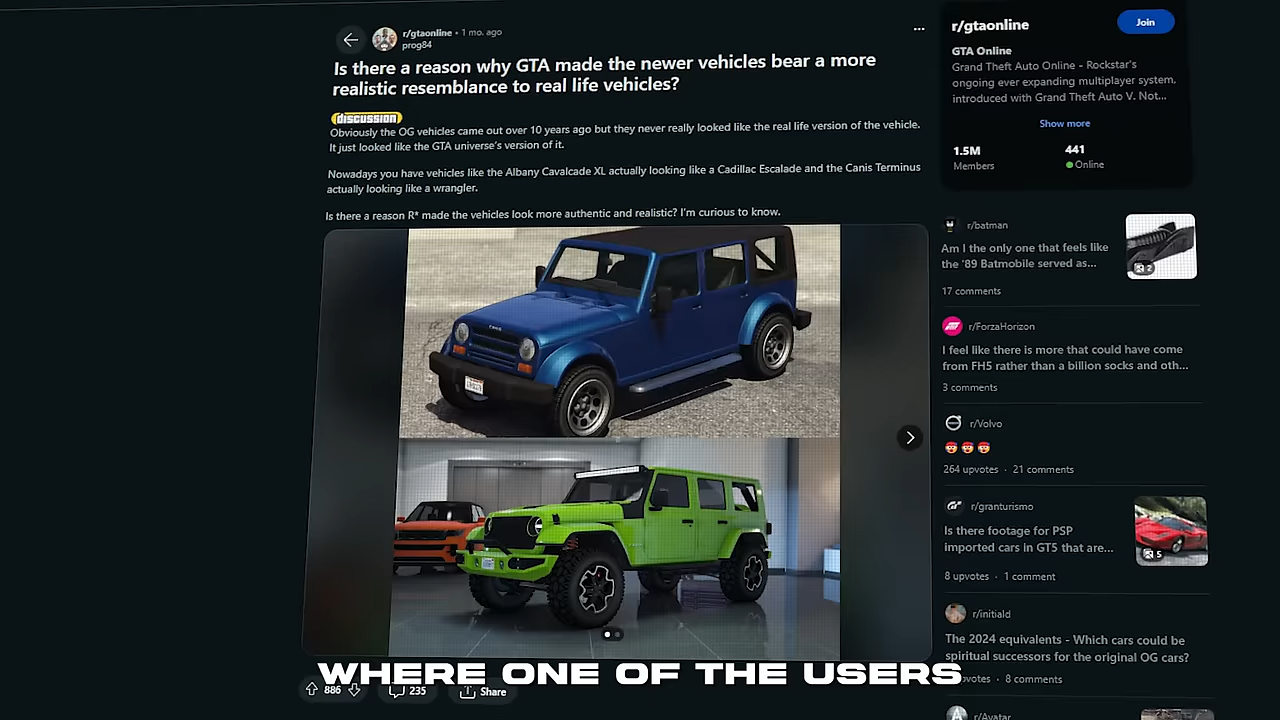 r/gtaonline • 1 mo. ago
prog84
Is there a reason why GTA made the newer vehicles bear a more
realistic resemblance to real life vehicles?
discussion
Obviously the OG vehicles came out over 10 years ago but they never really looked like the real life version of the vehicle.
It just looked like the GTA universe's version of it.
Nowadays you have vehicles like the Albany Cavalcade XL actually looking like a Cadillac Escalade and the Canis Terminus
actually looking like a wrangler.
Is there a reason R* made the vehicles look more authentic and realistic? I'm curious to know.
WHERE ONE OF THE USERS
886
235
Share
r/gtaonline
Join
GTA Online
Grand Theft Auto Online - Rockstar's
ongoing ever expanding multiplayer system,
introduced with Grand Theft Auto V. Not...
Show more
1.5M
441
Members
Online
r/batman
Am I the only one that feels like
the '89 Batmobile served as...
2
17 comments
r/ForzaHorizon
I feel like there is more that could have come
from FH5 rather than a billion socks and oth...
3 comments
r/Volvo
264 upvotes · 21 comments
r/granturismo
Is there footage for PSP
imported cars in GT5 that are...
5
8 upvotes · 1 comment
r/initiald
The 2024 equivalents - Which cars could be
spiritual successors for the original OG cars?
8 comments
r/Avatar